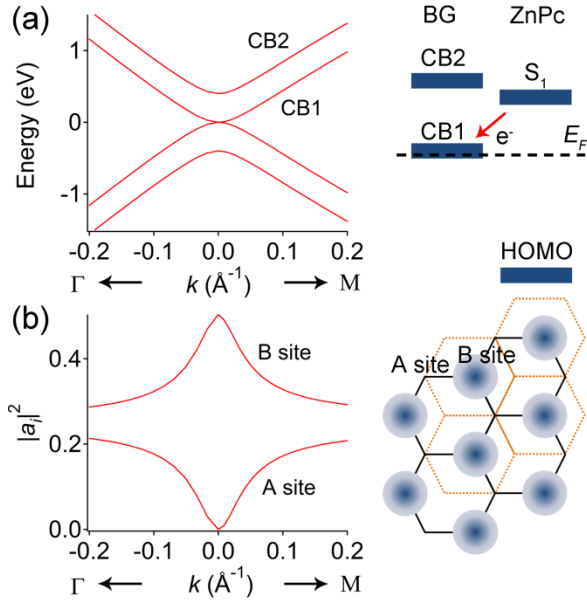 (a)
Energy (eV)
1
0
-1
CB2
CB1
-0.2 -0.1 0.0 0.1 0.2
Γ ← k (Å⁻¹) → M
BG ZnPc
CB2
S₁
CB1
e⁻
E_F
HOMO
(b)
|aᵢ|²
0.4
0.2
0.0
B site
A site
-0.2 -0.1 0.0 0.1 0.2
Γ ← k (Å⁻¹) → M
A site
B site